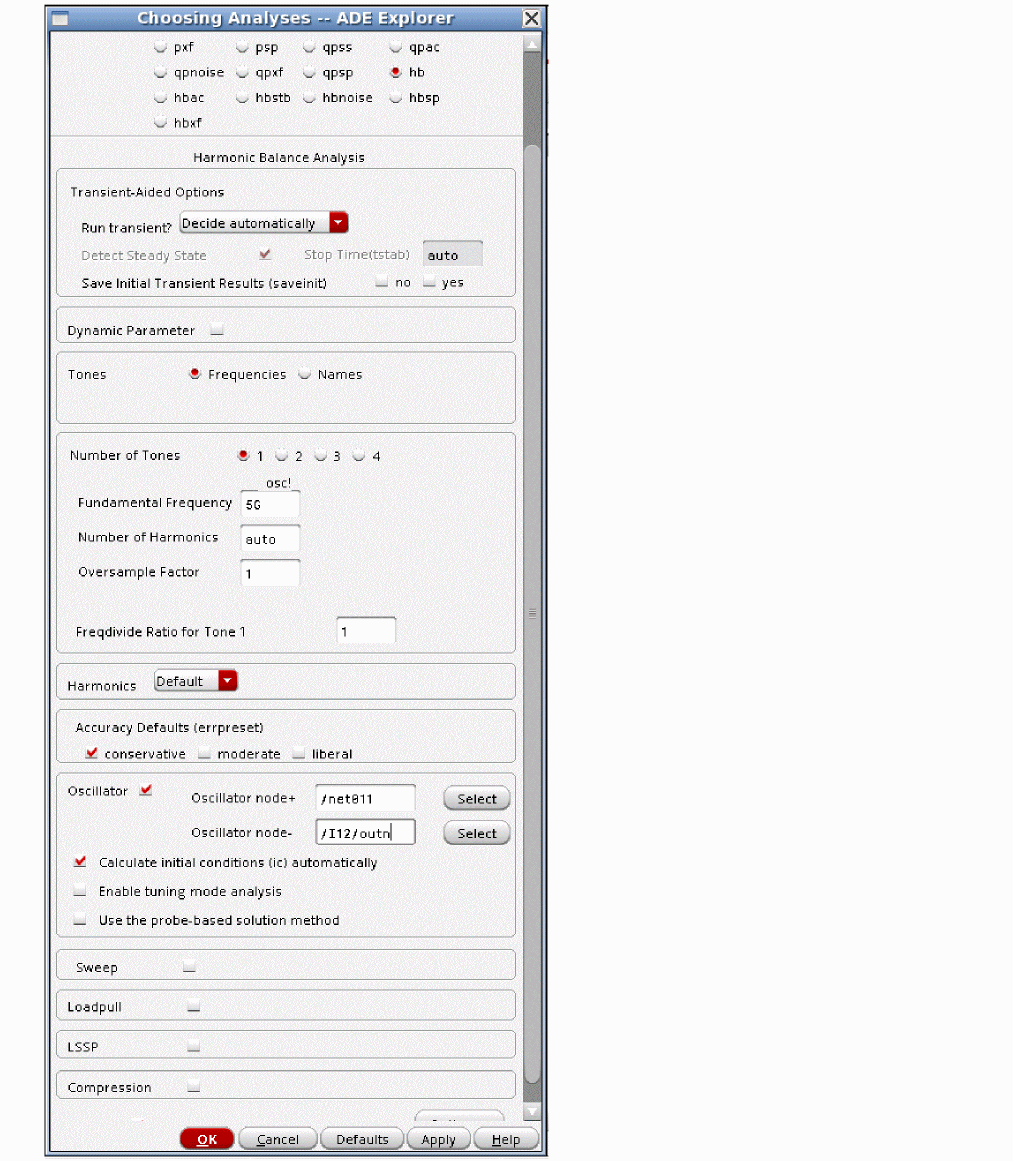 Choosing Analyses -- ADE Explorer
pxf psp qpss qpac
qpnoise qpxf qpsp hb
hbac hbstb hbnoise hbsp
hbxf
Harmonic Balance Analysis
Transient-Aided Options
Run transient? Decide automatically
Detect Steady State Stop Time(tstab) auto
Save Initial Transient Results (saveinit) no yes
Dynamic Parameter
Tones Frequencies Names
Number of Tones 1 2 3 4
osc!
Fundamental Frequency 5G
Number of Harmonics auto
Oversample Factor 1
Freqdivide Ratio for Tone 1 1
Harmonics Default
Accuracy Defaults (errpreset)
conservative moderate liberal
Oscillator Oscillator node+ /net011 Select
Oscillator node- /I12/outn Select
Calculate initial conditions (ic) automatically
Enable tuning mode analysis
Use the probe-based solution method
Sweep
Loadpull
LSSP
Compression
OK Cancel Defaults Apply Help